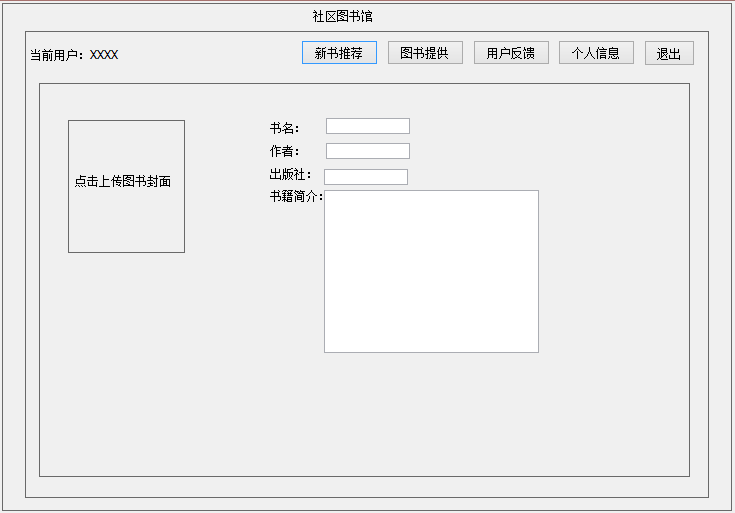 社区图书馆
当前用户：XXXX 新书推荐 图书提供 用户反馈 个人信息 退出
书名：
作者：
点击上传图书封面
出版社：
书籍简介：